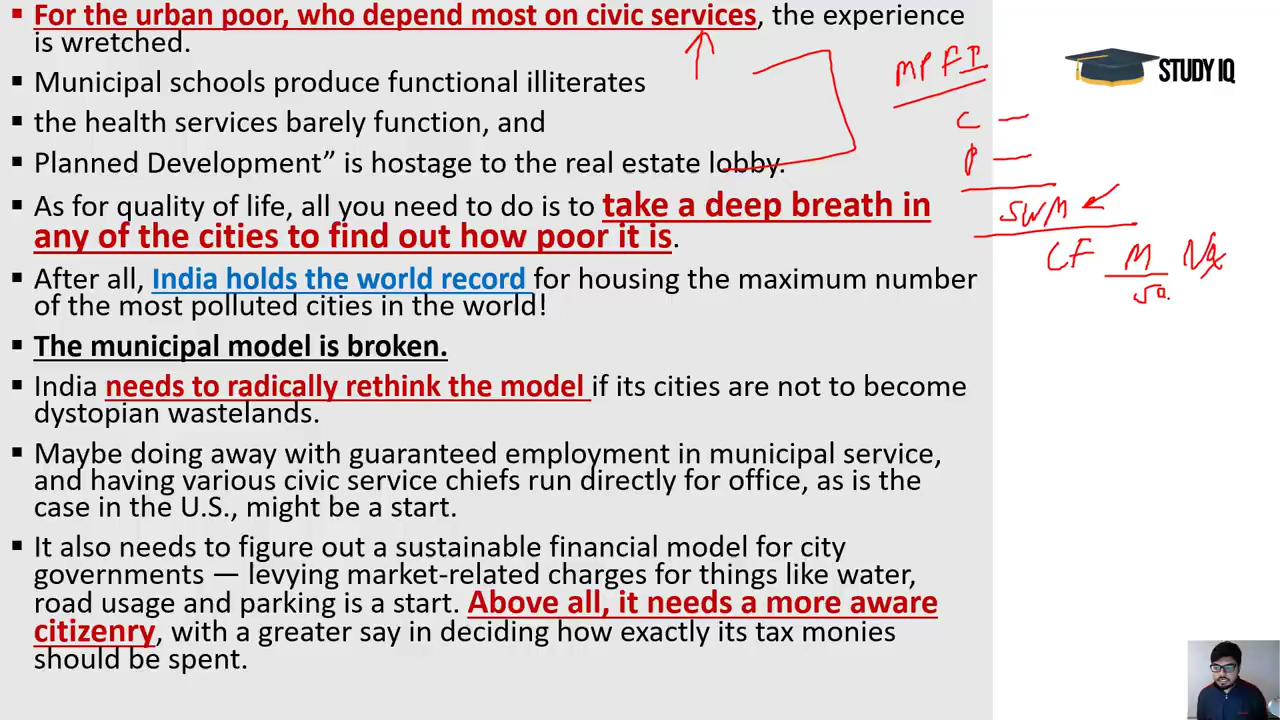 ▪ For the urban poor, who depend most on civic services, the experience
is wretched.
▪ Municipal schools produce functional illiterates
▪ the health services barely function, and
▪ Planned Development” is hostage to the real estate lobby.
▪ As for quality of life, all you need to do is to take a deep breath in
any of the cities to find out how poor it is.
▪ After all, India holds the world record for housing the maximum number
of the most polluted cities in the world!
▪ The municipal model is broken.
▪ India needs to radically rethink the model if its cities are not to become
dystopian wastelands.
▪ Maybe doing away with guaranteed employment in municipal service,
and having various civic service chiefs run directly for office, as is the
case in the U.S., might be a start.
▪ It also needs to figure out a sustainable financial model for city
governments — levying market-related charges for things like water,
road usage and parking is a start. Above all, it needs a more aware
citizenry, with a greater say in deciding how exactly its tax monies
should be spent.
STUDY IQ
C —
P —
SWM
CF M